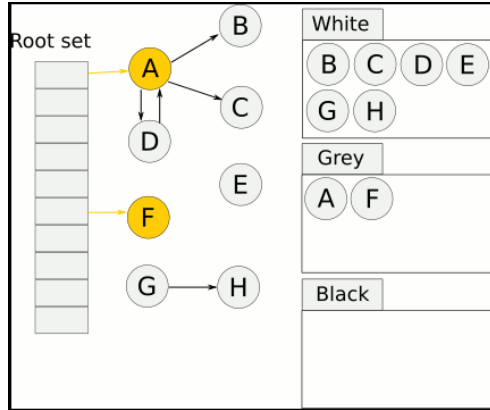 Root set
A
B
C
D
E
F
G H
White
B C D E
G H
Grey
A F
Black